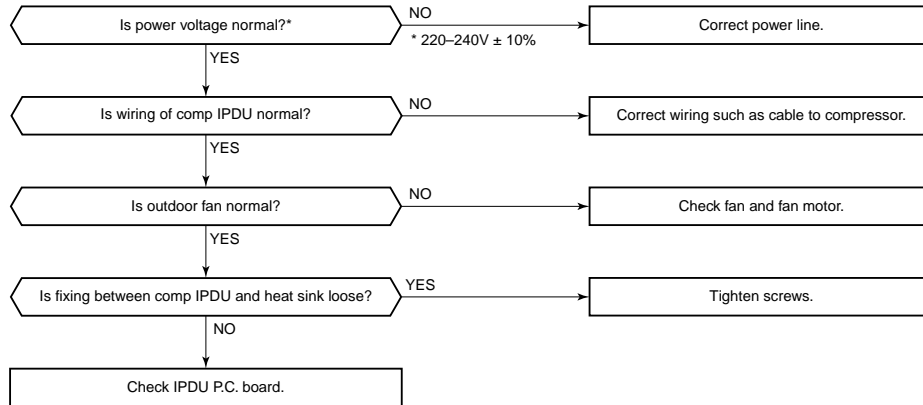 Is power voltage normal?*
NO
* 220–240V ± 10%
Correct power line.
YES
Is wiring of comp IPDU normal?
NO
Correct wiring such as cable to compressor.
YES
Is outdoor fan normal?
NO
Check fan and fan motor.
YES
Is fixing between comp IPDU and heat sink loose?
YES
Tighten screws.
NO
Check IPDU P.C. board.